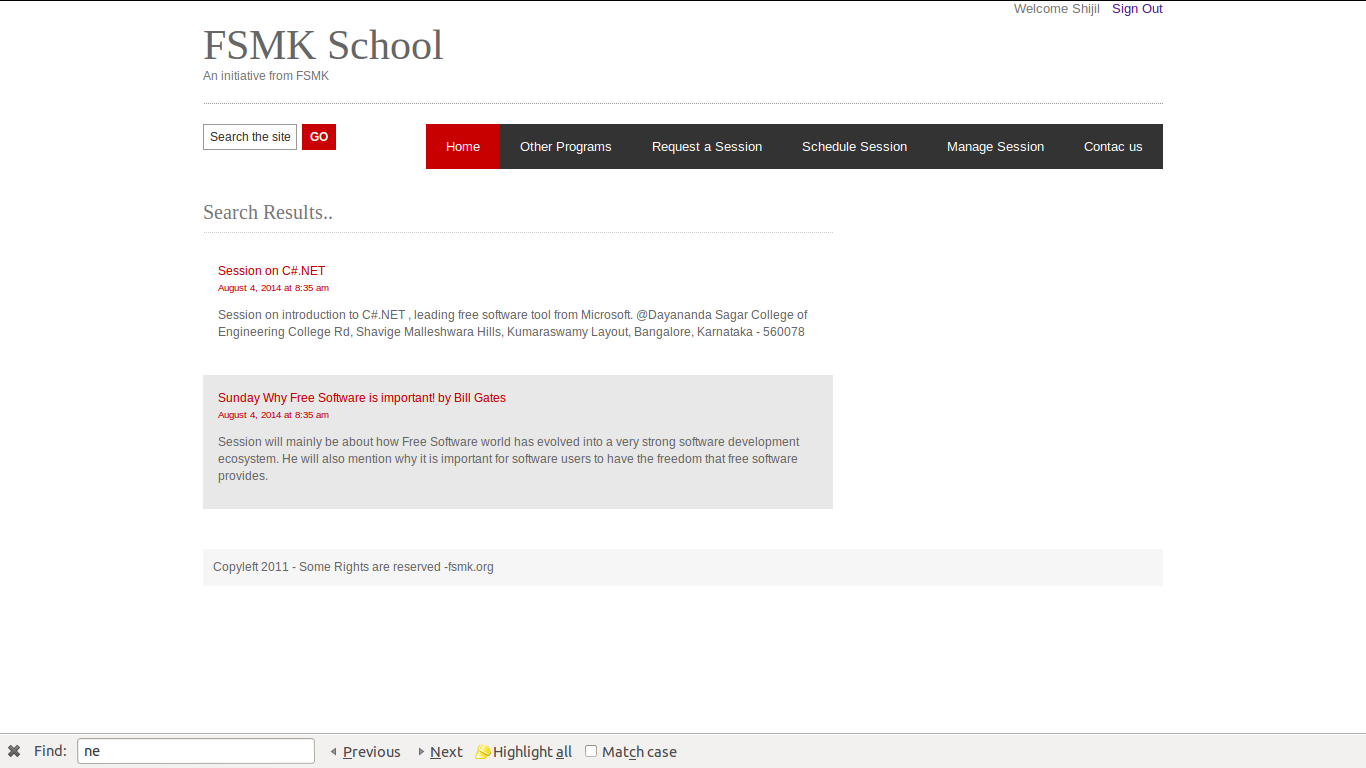 Welcome Shijil Sign Out
FSMK School
An initiative from FSMK
Search the site GO Home Other Programs Request a Session Schedule Session Manage Session Contac us
Search Results..
Session on C#.NET
August 4, 2014 at 8:35 am
Session on introduction to C#.NET , leading free software tool from Microsoft. @Dayananda Sagar College of
Engineering College Rd, Shavige Malleshwara Hills, Kumaraswamy Layout, Bangalore, Karnataka - 560078
Sunday Why Free Software is important! by Bill Gates
August 4, 2014 at 8:35 am
Session will mainly be about how Free Software world has evolved into a very strong software development
ecosystem. He will also mention why it is important for software users to have the freedom that free software
provides.
Copyleft 2011 - Some Rights are reserved -fsmk.org
Find: ne Previous Next Highlight all Match case